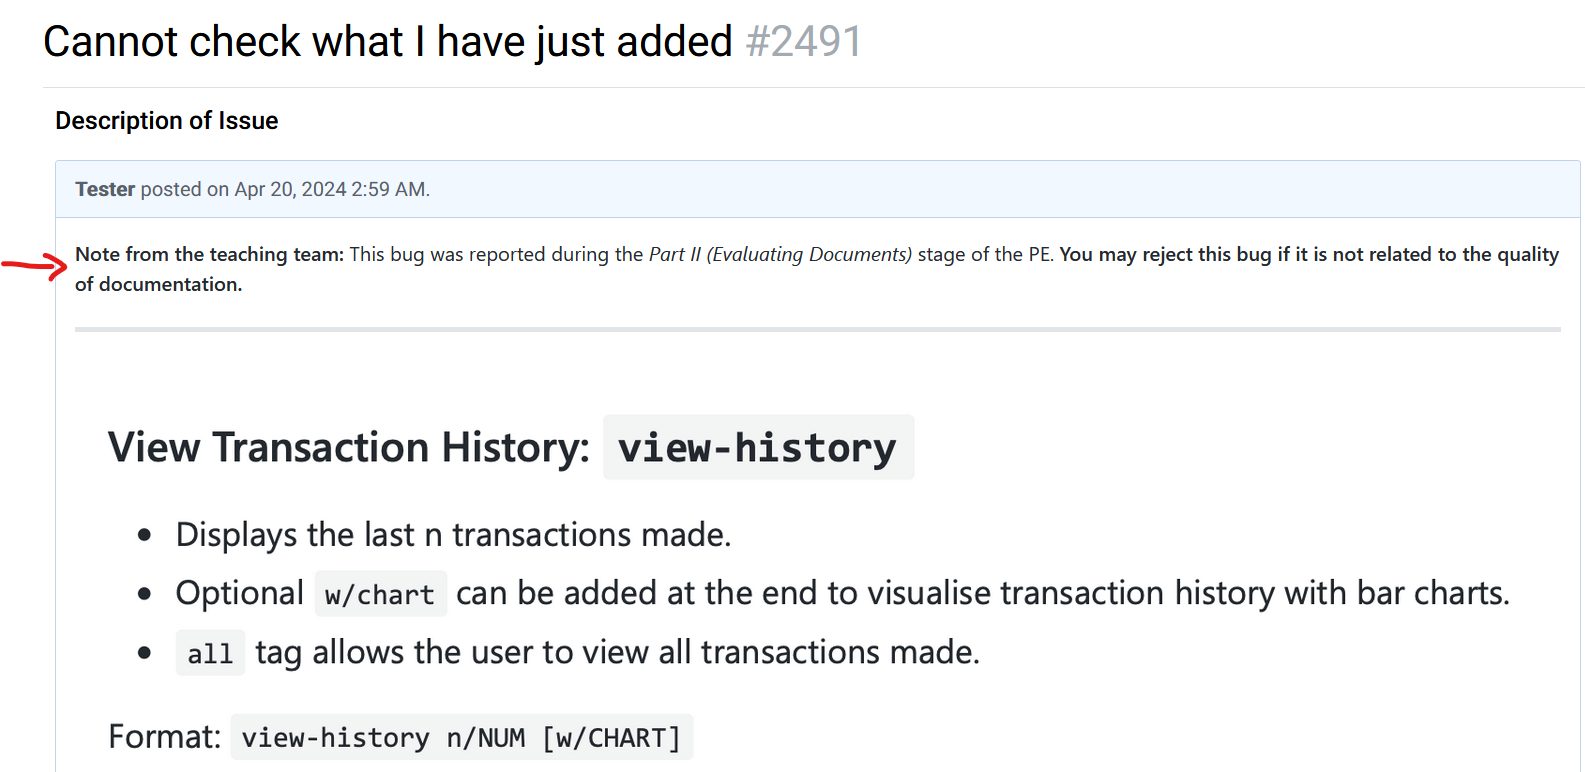 Cannot check what I have just added #2491
Description of Issue
Tester posted on Apr 20, 2024 2:59 AM.
Note from the teaching team: This bug was reported during the Part II (Evaluating Documents) stage of the PE. You may reject this bug if it is not related to the quality
of documentation.
View Transaction History: view-history
• Displays the last n transactions made.
• Optional w/chart can be added at the end to visualise transaction history with bar charts.
• all tag allows the user to view all transactions made.
Format: view-history n/NUM [w/CHART]